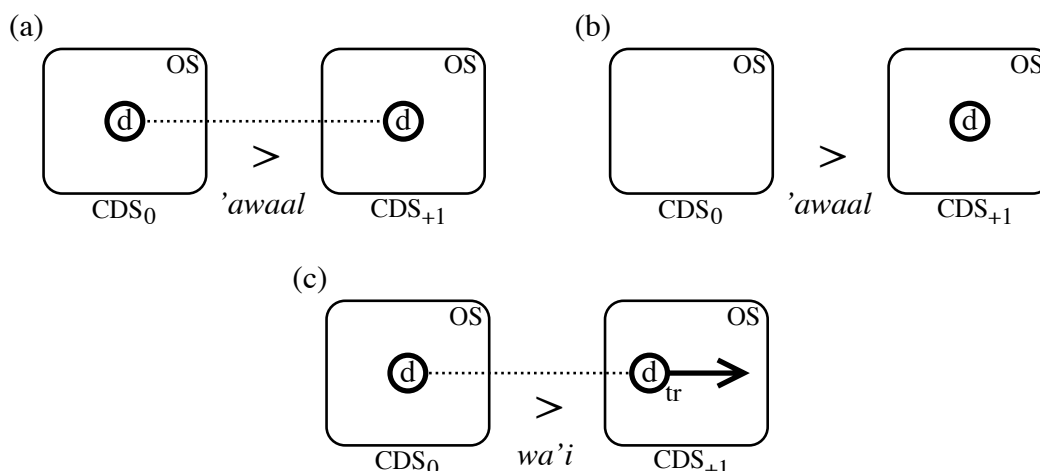 (a) (b)
OS OS OS OS
d d d
> >
CDS₀ ’awaal CDS₊₁ CDS₀ ’awaal CDS₊₁
(c)
OS OS
d d
tr
>
CDS₀ wa’i CDS₊₁